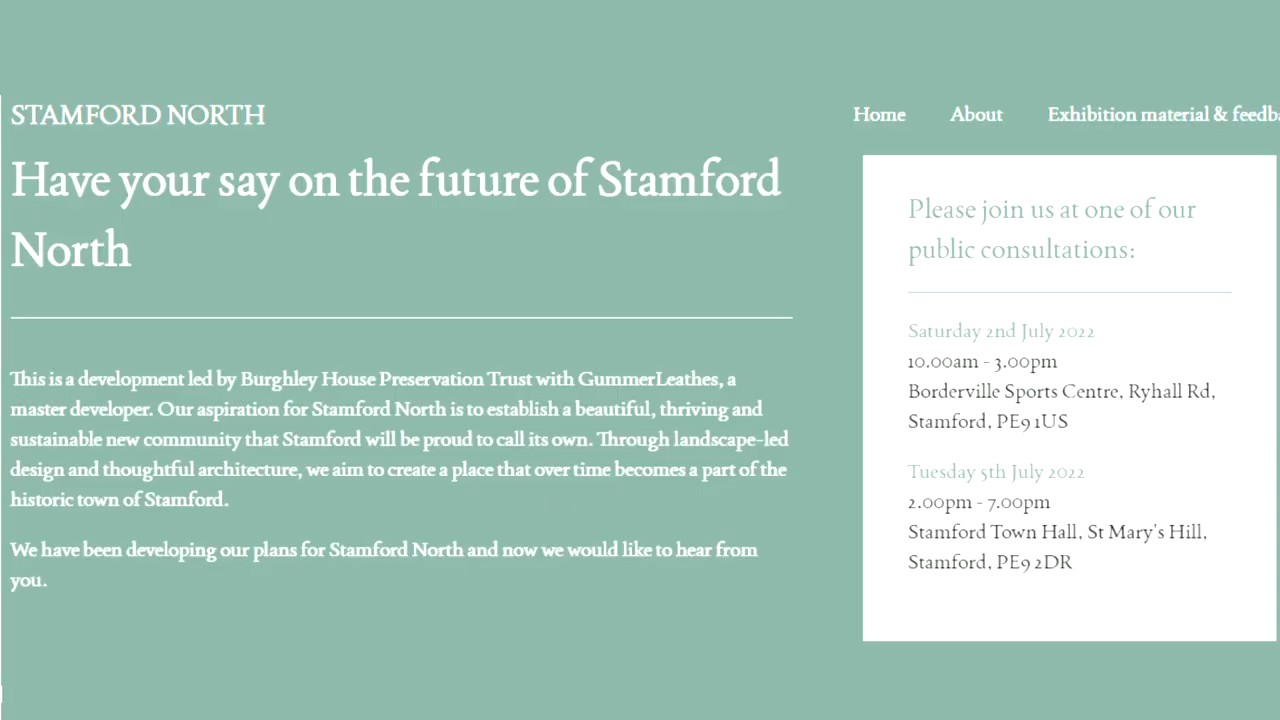 STAMFORD NORTH
Home About Exhibition material & feedba
Have your say on the future of Stamford
North
This is a development led by Burghley House Preservation Trust with GummerLeathes, a
master developer. Our aspiration for Stamford North is to establish a beautiful, thriving and
sustainable new community that Stamford will be proud to call its own. Through landscape-led
design and thoughtful architecture, we aim to create a place that over time becomes a part of the
historic town of Stamford.
We have been developing our plans for Stamford North and now we would like to hear from
you.
Please join us at one of our
public consultations:
Saturday 2nd July 2022
10.00am - 3.00pm
Borderville Sports Centre, Ryhall Rd,
Stamford, PE9 1US
Tuesday 5th July 2022
2.00pm - 7.00pm
Stamford Town Hall, St Mary's Hill,
Stamford, PE9 2DR